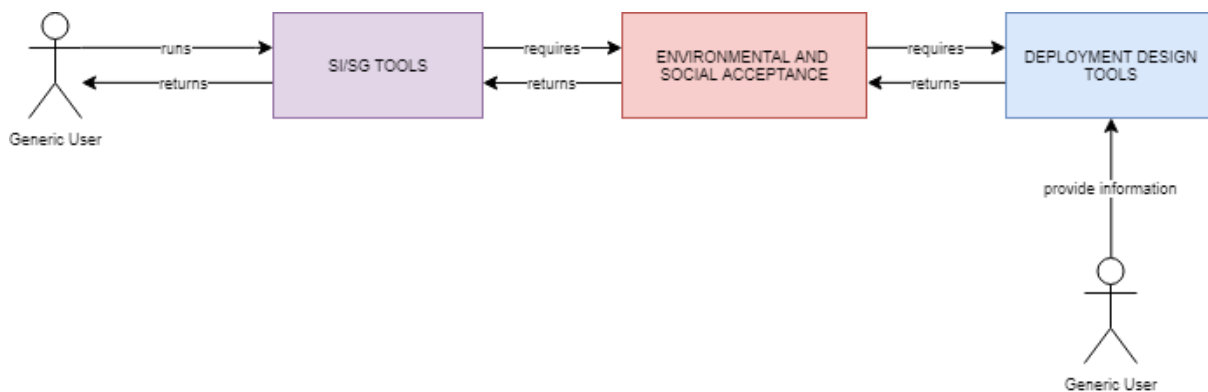 runs
requires
ENVIRONMENTAL AND
SOCIAL ACCEPTANCE
requires
DEPLOYMENT DESIGN
TOOLS
SI/SG TOOLS
returns
returns
returns
Generic User
provide information
Generic User